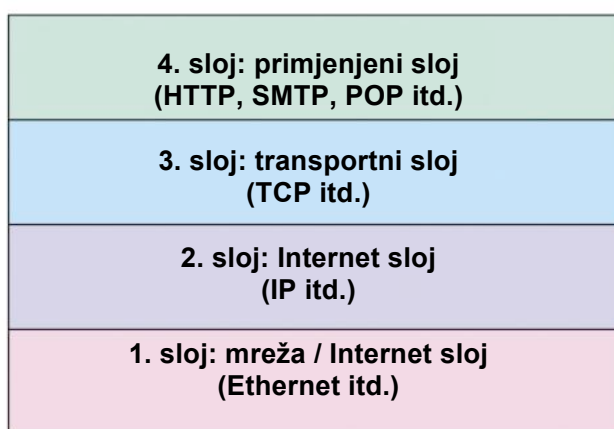 4. sloj: primjenjeni sloj
(HTTP, SMTP, POP itd.)
3. sloj: transportni sloj
(TCP itd.)
2. sloj: Internet sloj
(IP itd.)
1. sloj: mreža / Internet sloj
(Ethernet itd.)